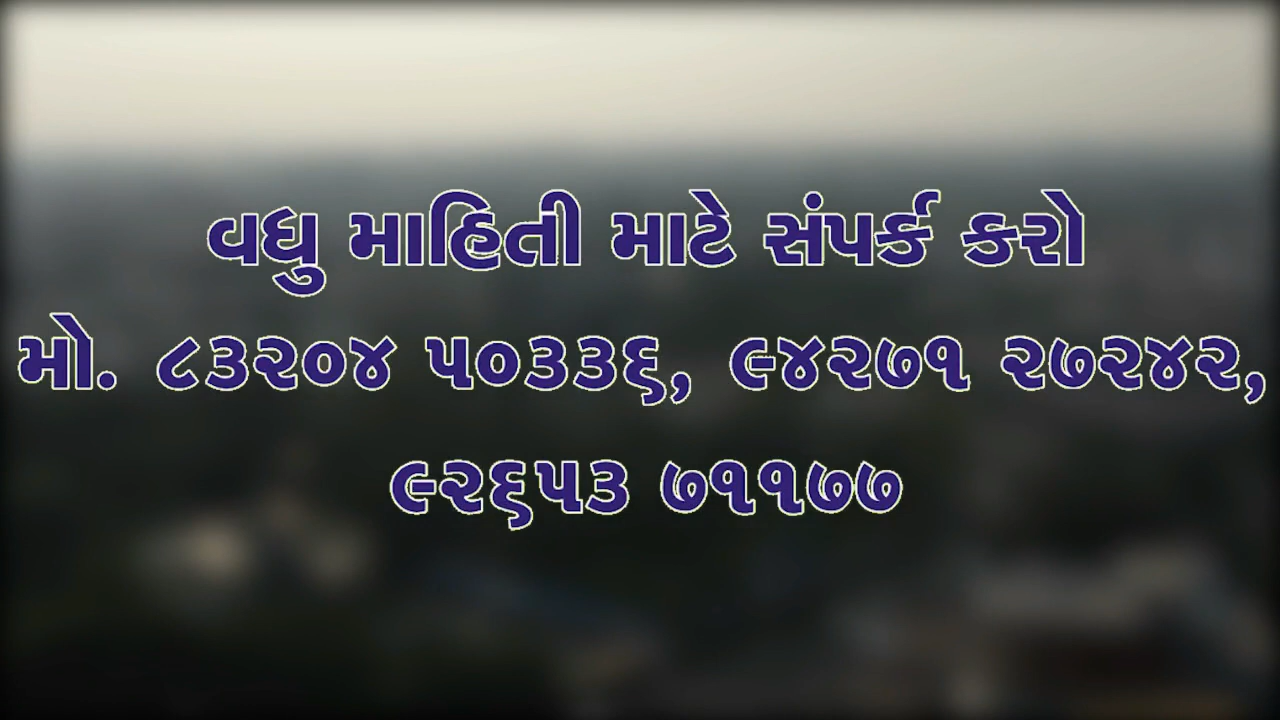 વધુ માહિતી માટે સંપર્ક કરો
મો. ૮૩૨૦૪ ૫૦૩૩૬, ૯૪૨૭૧ ૨૭૨૪૨,
૯૨૬૫૩ ૭૧૧૭૭